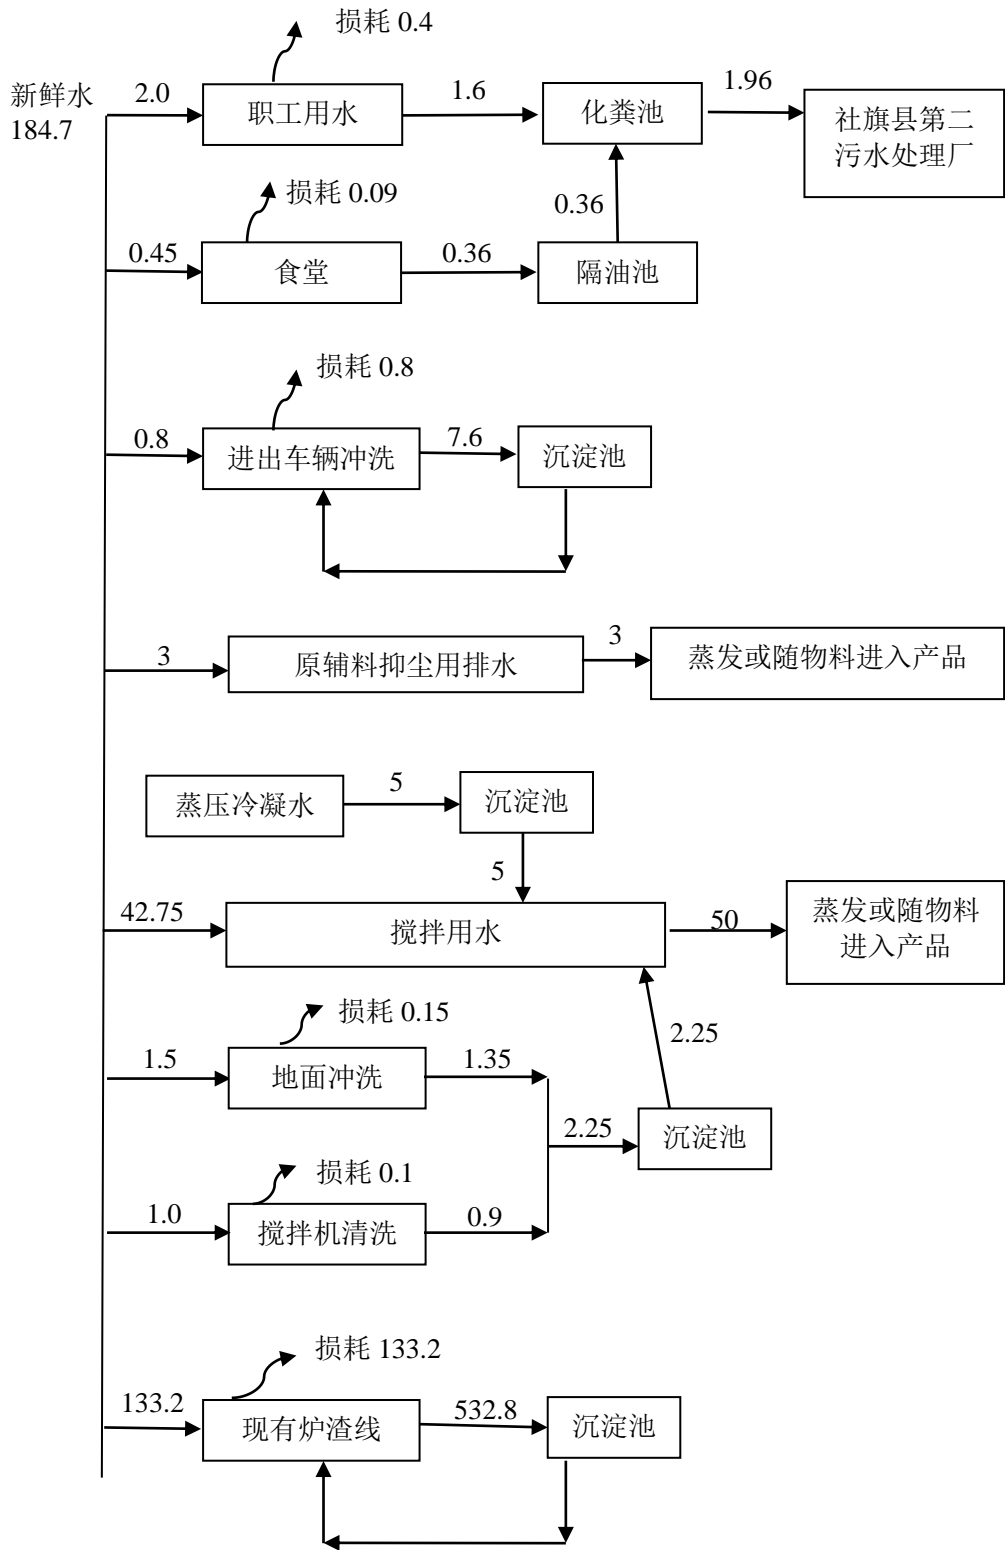 损耗 0.4
新鲜水
184.7
2.0
职工用水
1.6
化粪池
1.96
社旗县第二
污水处理厂
损耗 0.09
0.36
0.45
食堂
0.36
隔油池
损耗 0.8
0.8
进出车辆冲洗
7.6
沉淀池
3
原辅料抑尘用排水
3
蒸发或随物料进入产品
蒸压冷凝水
5
沉淀池
5
42.75
搅拌用水
50
蒸发或随物料
进入产品
损耗 0.15
2.25
1.5
地面冲洗
1.35
2.25
沉淀池
损耗 0.1
1.0
搅拌机清洗
0.9
损耗 133.2
133.2
现有炉渣线
532.8
沉淀池